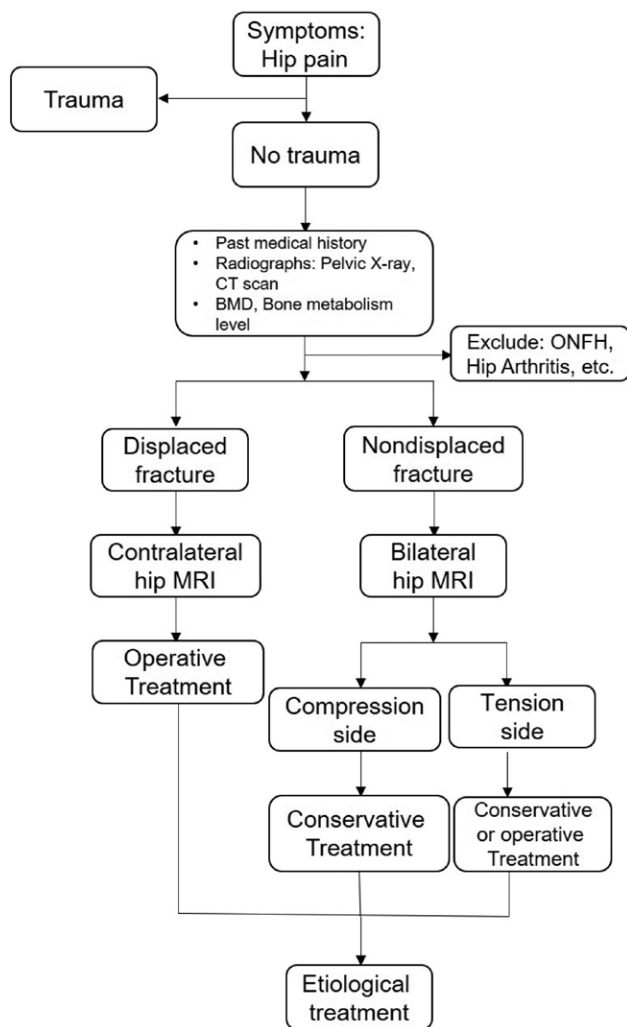 Symptoms:
Hip pain
Trauma
No trauma
• Past medical history
• Radiographs: Pelvic X-ray,
CT scan
• BMD, Bone metabolism
level
Exclude: ONFH,
Hip Arthritis, etc.
Displaced
fracture
Nondisplaced
fracture
Contralateral
hip MRI
Bilateral
hip MRI
Operative
Treatment
Compression
side
Tension
side
Conservative
Treatment
Conservative
or operative
Treatment
Etiological
treatment